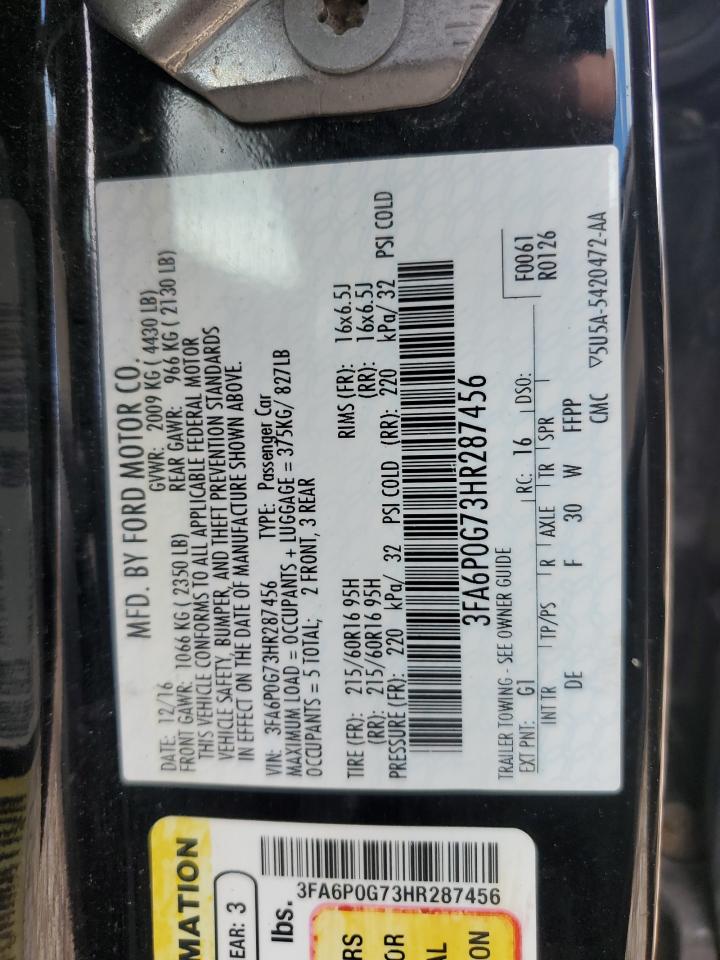 MFD. BY FORD MOTOR CO.
DATE: 12/16 GVWR: 2009 KG ( 4430 LB)
FRONT GAWR: 1066 KG ( 2350 LB) REAR GAWR: 966 KG ( 2130 LB)
THIS VEHICLE CONFORMS TO ALL APPLICABLE FEDERAL MOTOR
VEHICLE SAFETY, BUMPER, AND THEFT PREVENTION STANDARDS
IN EFFECT ON THE DATE OF MANUFACTURE SHOWN ABOVE.
VIN: 3FA6P0G73HR287456 TYPE: Passenger Car
MAXIMUM LOAD = OCCUPANTS + LUGGAGE = 375KG/ 827LB
OCCUPANTS = 5 TOTAL; 2 FRONT, 3 REAR
TIRE (FR): 215/60R16 95H RIMS (FR): 16x6.5J
(RR): 215/60R16 95H (RR): 16x6.5J
PRESSURE (FR): 220 kPa/ 32 PSI COLD (RR): 220 kPa/ 32 PSI COLD
3FA6P0G73HR287456
TRAILER TOWING - SEE OWNER GUIDE
F0061
EXT PNT: G1 RC: 16 DSO: R0126
INT TR TP/PS R AXLE TR SPR
DE F 30 W FFPP
CMC ▽5U5A-5420472-AA
MATION
EAR: 3
lbs.
3FA6P0G73HR287456
RS
OR
AL
ON